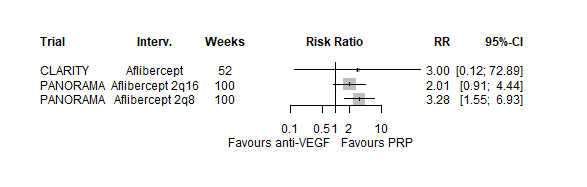 Trial Interv. Weeks Risk Ratio RR 95%-CI
CLARITY Aflibercept 52 3.00 [0.12; 72.89]
PANORAMA Aflibercept 2q16 100 2.01 [0.91; 4.44]
PANORAMA Aflibercept 2q8 100 3.28 [1.55; 6.93]
0.1 0.5 1 2 10
Favours anti-VEGF Favours PRP